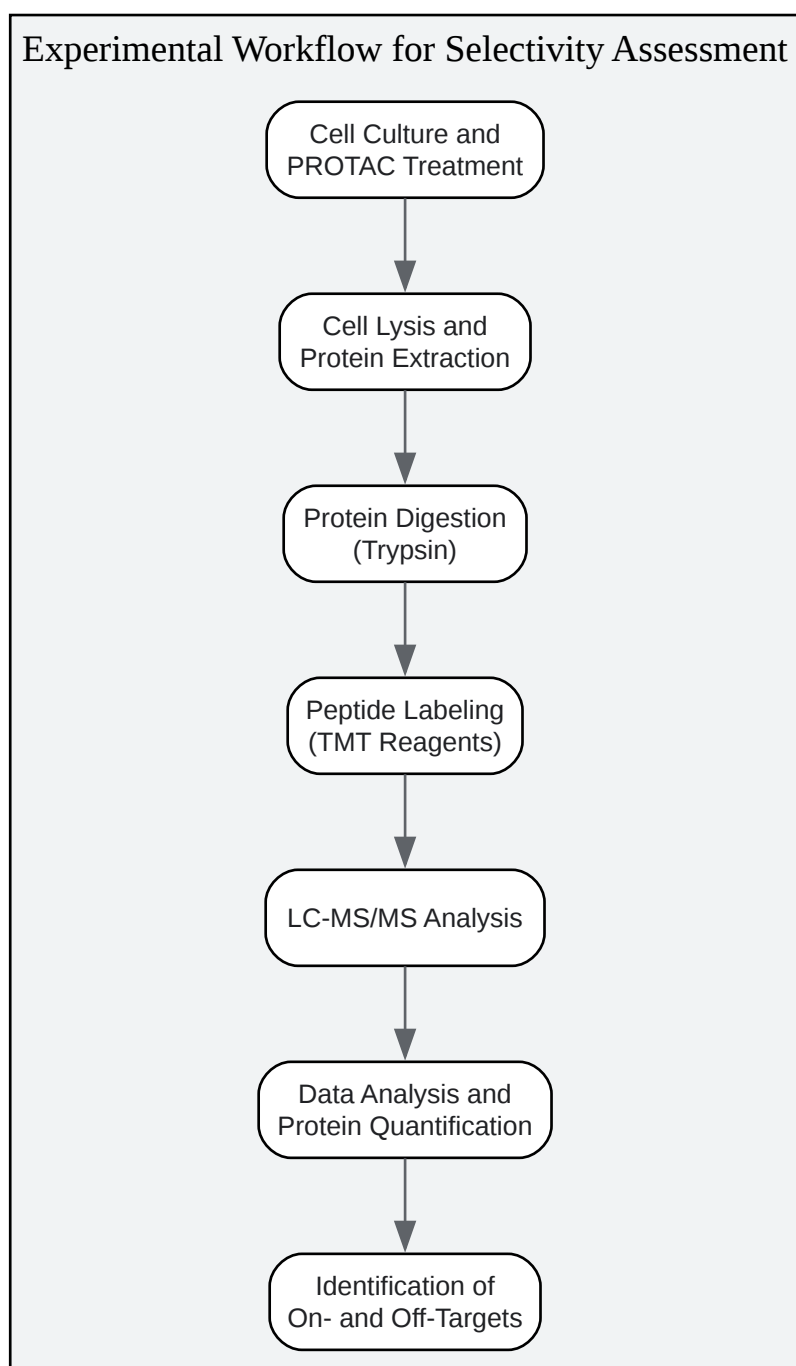 Experimental Workflow for Selectivity Assessment
Cell Culture and
PROTAC Treatment
Cell Lysis and
Protein Extraction
Protein Digestion
(Trypsin)
Peptide Labeling
(TMT Reagents)
LC-MS/MS Analysis
Data Analysis and
Protein Quantification
Identification of
On- and Off-Targets